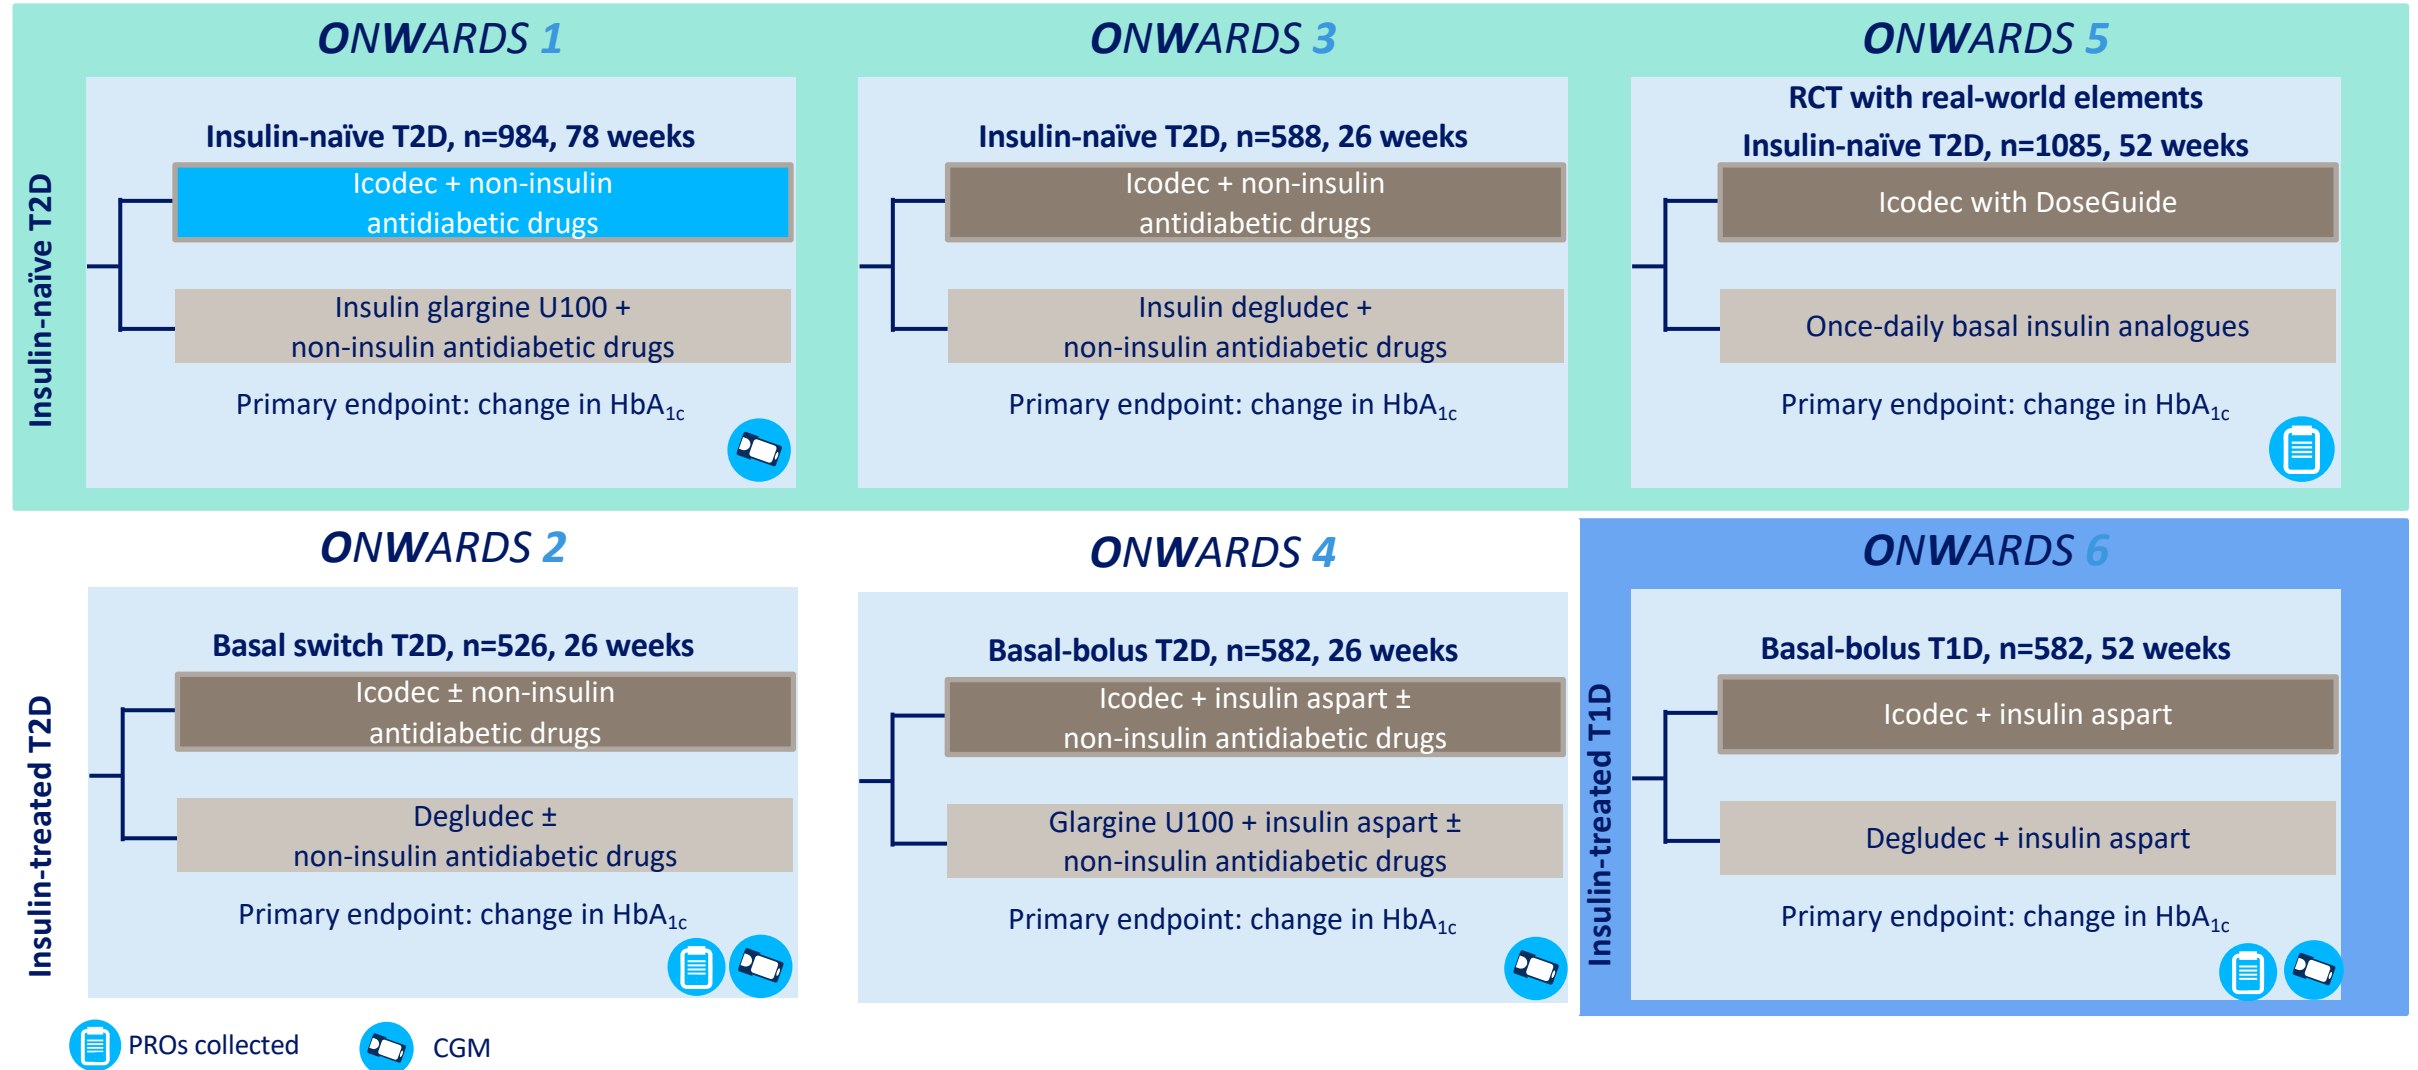 ONWARDS 1
Insulin-naïve T2D, n=984, 78 weeks
Icodec + non-insulin
antidiabetic drugs
Insulin glargine U100 +
non-insulin antidiabetic drugs
Primary endpoint: change in HbA1c
ONWARDS 3
Insulin-naïve T2D, n=588, 26 weeks
Icodec + non-insulin
antidiabetic drugs
Insulin degludec +
non-insulin antidiabetic drugs
Primary endpoint: change in HbA1c
ONWARDS 5
RCT with real-world elements
Insulin-naïve T2D, n=1085, 52 weeks
Icodec with DoseGuide
Once-daily basal insulin analogues
Primary endpoint: change in HbA1c
Insulin-naïve T2D
ONWARDS 2
Basal switch T2D, n=526, 26 weeks
Icodec ± non-insulin
antidiabetic drugs
Degludec ±
non-insulin antidiabetic drugs
Primary endpoint: change in HbA1c
ONWARDS 4
Basal-bolus T2D, n=582, 26 weeks
Icodec + insulin aspart ±
non-insulin antidiabetic drugs
Glargine U100 + insulin aspart ±
non-insulin antidiabetic drugs
Primary endpoint: change in HbA1c
Insulin-treated T2D
ONWARDS 6
Basal-bolus T1D, n=582, 52 weeks
Icodec + insulin aspart
Degludec + insulin aspart
Primary endpoint: change in HbA1c
Insulin-treated T1D
PROs collected
CGM